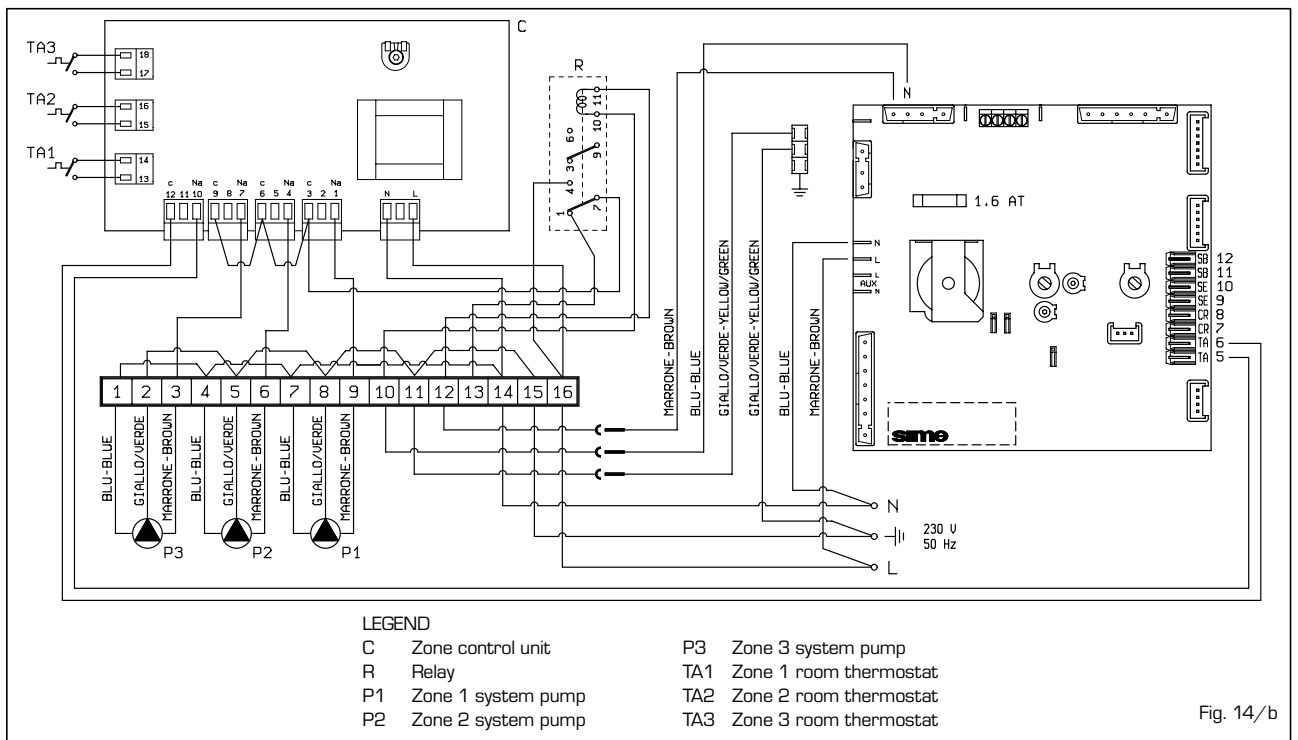 C
TA3
18
17
TA2
16
15
TA1
14
13
c Na c Na c Na
12 11 10 9 8 7 6 5 4 3 2 1
N L
R
11
10
6
9
3
4
1
7
N
1.6 AT
N
L
L
AUX
N
SB 12
SB 11
SE 10
SE 9
CR 8
CR 7
TA 6
TA 5
sime
MARRONE-BROWN
BLU-BLUE
GIALLO/VERDE-YELLOW/GREEN
GIALLO/VERDE-YELLOW/GREEN
BLU-BLUE
MARRONE-BROWN
1 2 3 4 5 6 7 8 9 10 11 12 13 14 15 16
BLU-BLUE
GIALLO/VERDE
MARRONE-BROWN
BLU-BLUE
GIALLO/VERDE
MARRONE-BROWN
BLU-BLUE
GIALLO/VERDE
MARRONE-BROWN
P3 P2 P1
N
230 V
50 Hz
L
LEGEND
C Zone control unit
R Relay
P1 Zone 1 system pump
P2 Zone 2 system pump
P3 Zone 3 system pump
TA1 Zone 1 room thermostat
TA2 Zone 2 room thermostat
TA3 Zone 3 room thermostat
Fig. 14/b